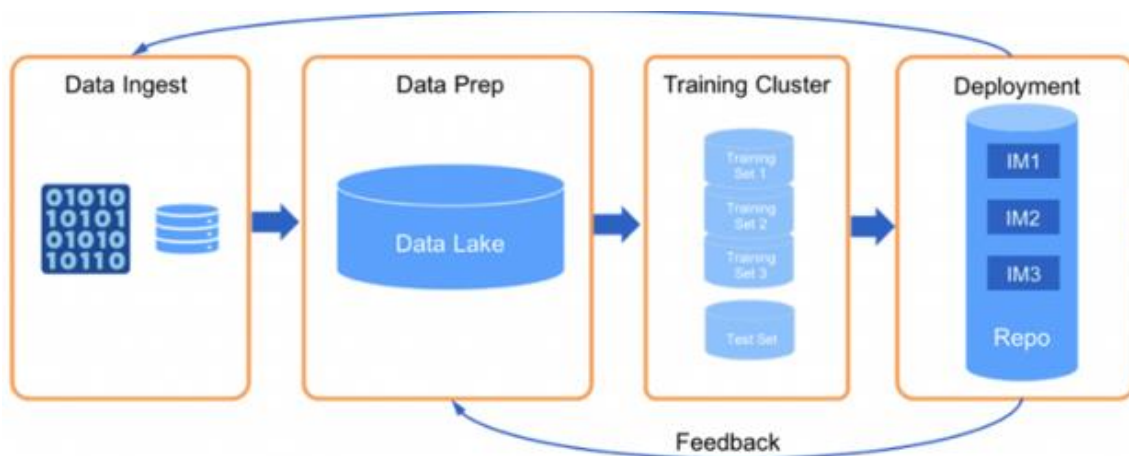 Data Ingest
Data Prep
Training Cluster
Deployment
01010
10101
01010
10110
Data Lake
Training
Set 1
Training
Set 2
Training
Set 3
Test Set
IM1
IM2
IM3
Repo
Feedback